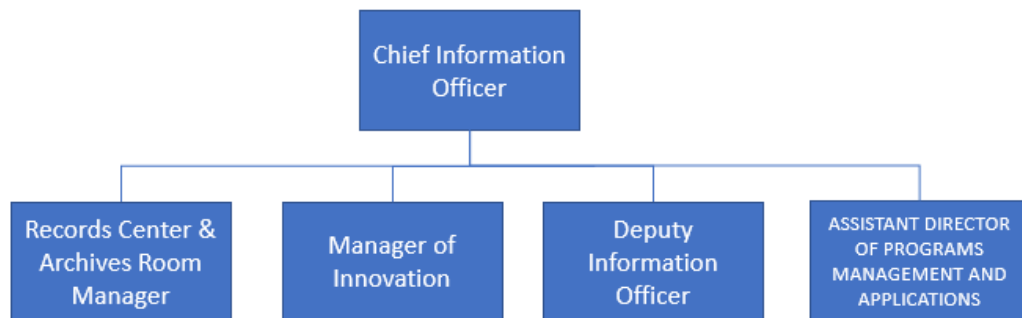 Chief Information
Officer
Records Center &
Archives Room
Manager
Manager of
Innovation
Deputy
Information
Officer
ASSISTANT DIRECTOR
OF PROGRAMS
MANAGEMENT AND
APPLICATIONS